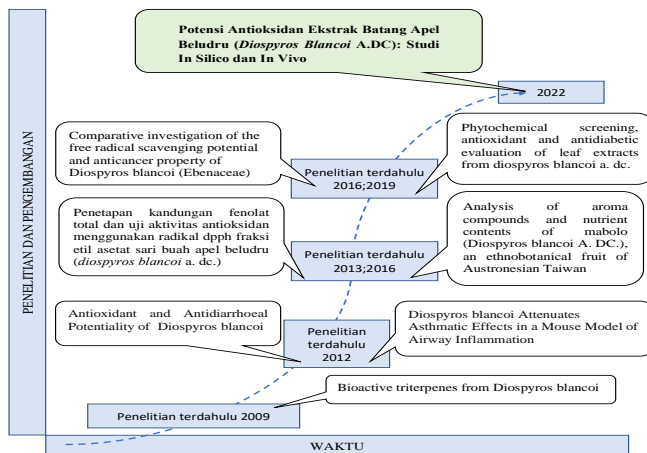 Potensi Antioksidan Ekstrak Batang Apel
Beludru (Diospyros Blancoi A.DC): Studi
In Silico dan In Vivo
2022
Comparative investigation of the
free radical scavenging potential
and anticancer property of
Diospyros blancoi (Ebenaceae)
Penelitian terdahulu
2016;2019
Phytochemical screening,
antioxidant and antidiabetic
evaluation of leaf extracts
from diospyros blancoi a. dc.
Penetapan kandungan fenolat
total dan uji aktivitas antioksidan
menggunakan radikal dpph fraksi
etil asetat sari buah apel beludru
(diospyros blancoi a. dc.)
Penelitian terdahulu
2013;2016
Analysis of aroma
compounds and nutrient
contents of mabolo
(Diospyros blancoi A. DC.),
an ethnobotanical fruit of
Austronesian Taiwan
Antioxidant and Antidiarrhoeal
Potentiality of Diospyros blancoi
Penelitian
terdahulu
2012
Diospyros blancoi Attenuates
Asthmatic Effects in a Mouse Model of
Airway Inflammation
Bioactive triterpenes from Diospyros blancoi
Penelitian terdahulu 2009
PENELITIAN DAN PENGEMBANGAN
WAKTU